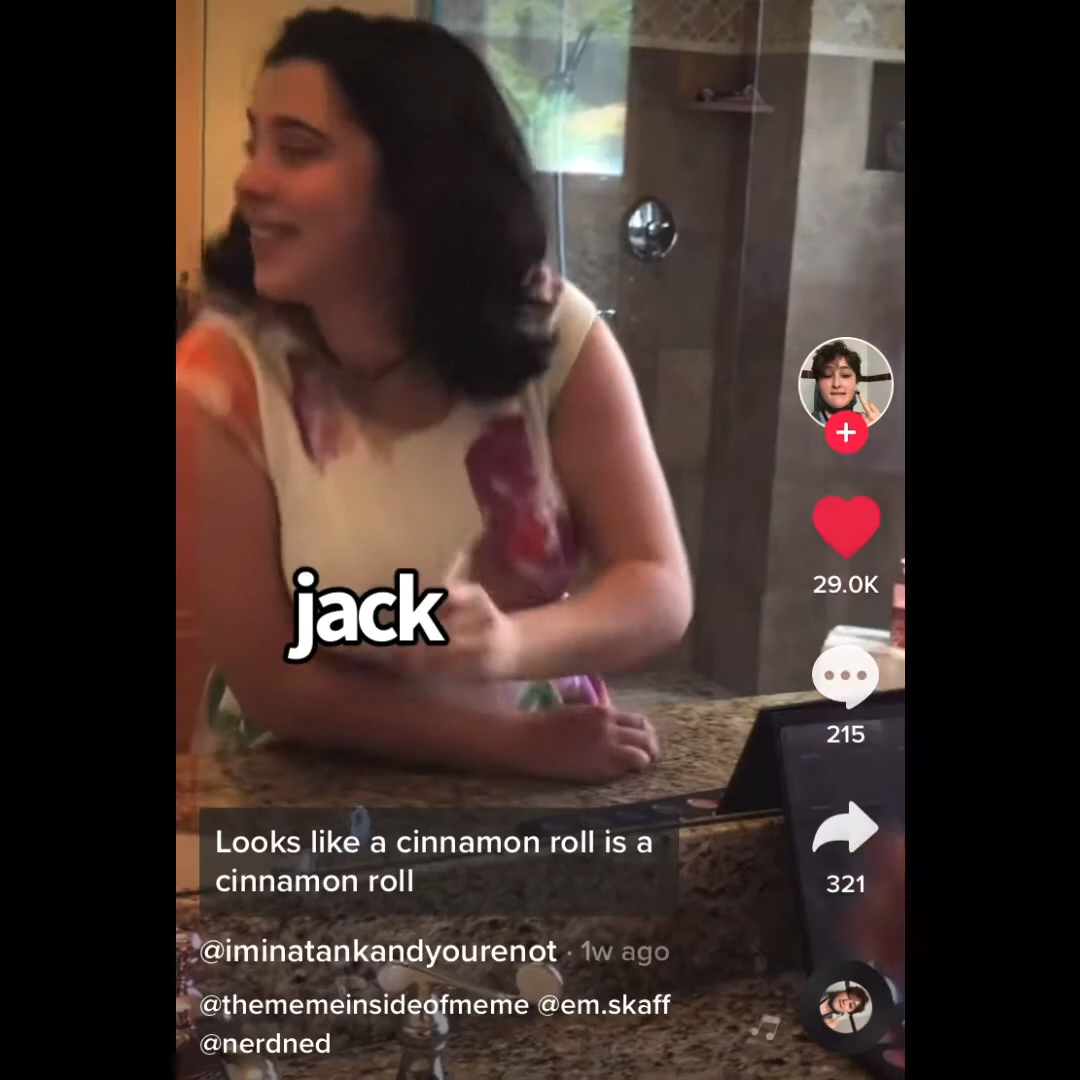 jack
29.0K
215
321
Looks like a cinnamon roll is a
cinnamon roll
@iminatankandyourenot · 1w ago
@thememeinsideofmeme @em.skaff
@nerdned